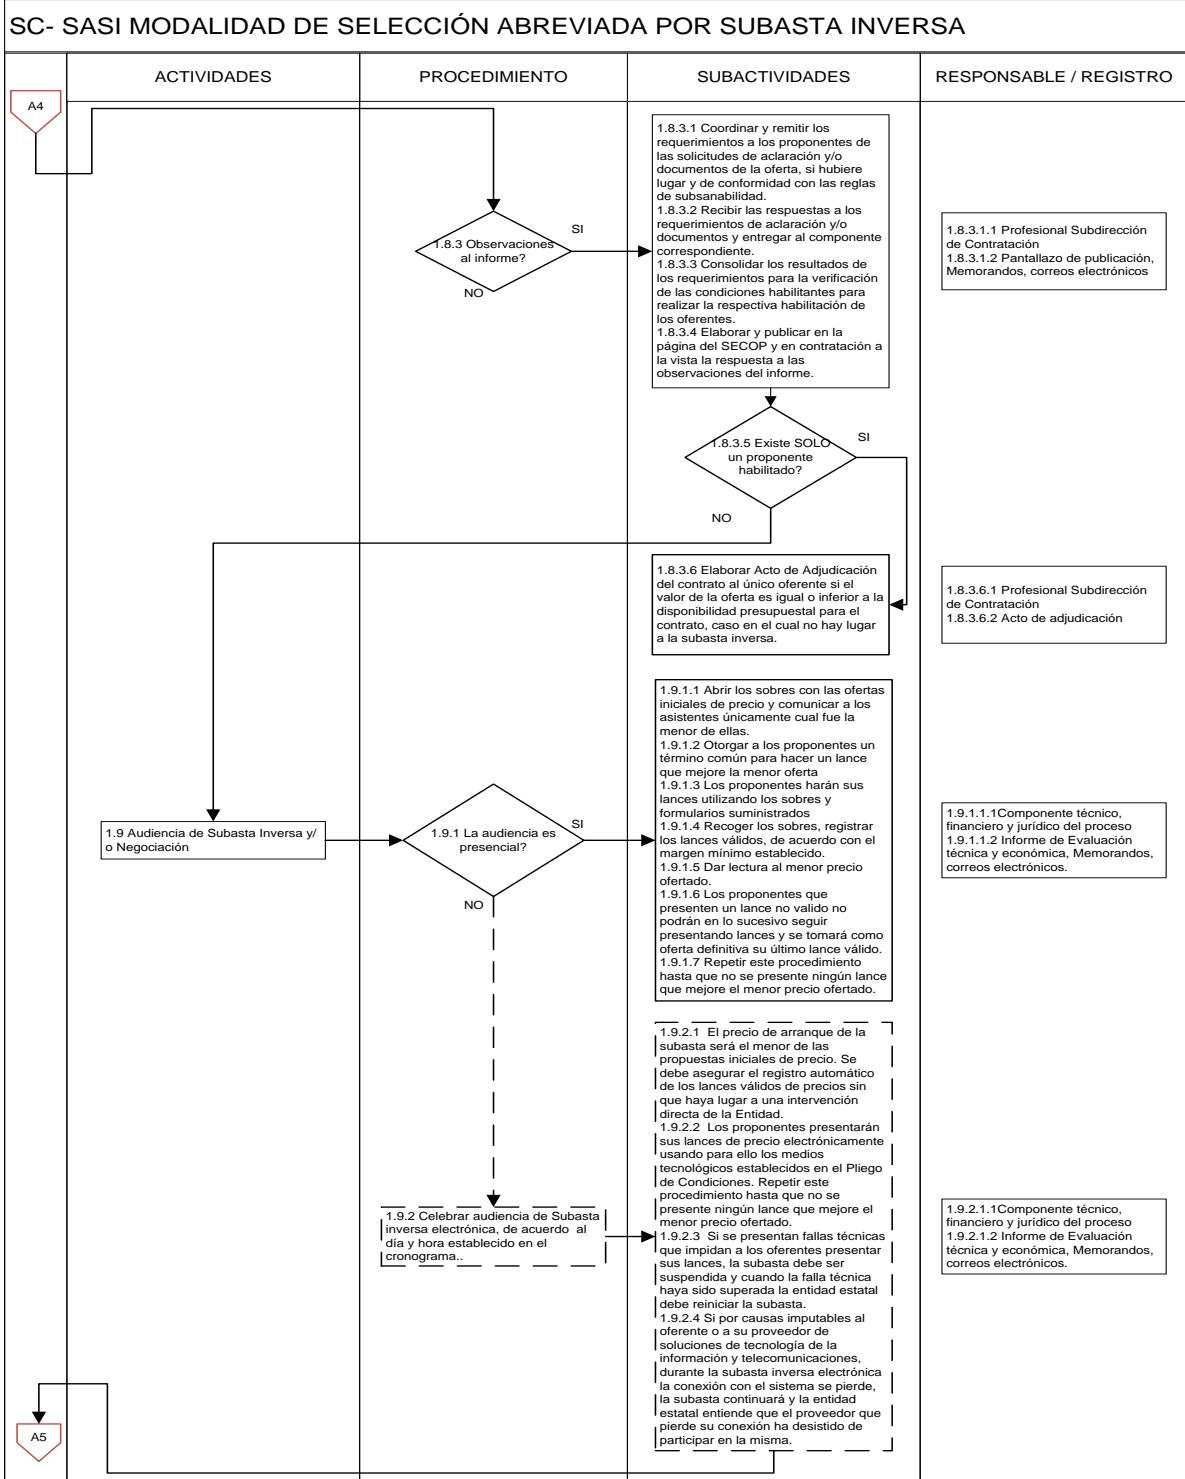 SC- SASI MODALIDAD DE SELECCIÓN ABREVIADA POR SUBASTA INVERSA
ACTIVIDADES
PROCEDIMIENTO
SUBACTIVIDADES
RESPONSABLE / REGISTRO
A4
1.8.3 Observaciones
al informe?
SI
NO
1.8.3.1 Coordinar y remitir los
requerimientos a los proponentes de
las solicitudes de aclaración y/o
documentos de la oferta, si hubiere
lugar y de conformidad con las reglas
de subsanabilidad.
1.8.3.2 Recibir las respuestas a los
requerimientos de aclaración y/o
documentos y entregar al componente
correspondiente.
1.8.3.3 Consolidar los resultados de
los requerimientos para la verificación
de las condiciones habilitantes para
realizar la respectiva habilitación de
los oferentes.
1.8.3.4 Elaborar y publicar en la
página del SECOP y en contratación a
la vista la respuesta a las
observaciones del informe.
1.8.3.1.1 Profesional Subdirección
de Contratación
1.8.3.1.2 Pantallazo de publicación,
Memorandos, correos electrónicos
1.8.3.5 Existe SOLO
un proponente
habilitado?
SI
NO
1.8.3.6 Elaborar Acto de Adjudicación
del contrato al único oferente si el
valor de la oferta es igual o inferior a la
disponibilidad presupuestal para el
contrato, caso en el cual no hay lugar
a la subasta inversa.
1.8.3.6.1 Profesional Subdirección
de Contratación
1.8.3.6.2 Acto de adjudicación
1.9 Audiencia de Subasta Inversa y/
o Negociación
1.9.1 La audiencia es
presencial?
SI
NO
1.9.1.1 Abrir los sobres con las ofertas
iniciales de precio y comunicar a los
asistentes únicamente cual fue la
menor de ellas.
1.9.1.2 Otorgar a los proponentes un
término común para hacer un lance
que mejore la menor oferta
1.9.1.3 Los proponentes harán sus
lances utilizando los sobres y
formularios suministrados
1.9.1.4 Recoger los sobres, registrar
los lances válidos, de acuerdo con el
margen mínimo establecido.
1.9.1.5 Dar lectura al menor precio
ofertado.
1.9.1.6 Los proponentes que
presenten un lance no valido no
podrán en lo sucesivo seguir
presentando lances y se tomará como
oferta definitiva su último lance válido.
1.9.1.7 Repetir este procedimiento
hasta que no se presente ningún lance
que mejore el menor precio ofertado.
1.9.1.1.1Componente técnico,
financiero y jurídico del proceso
1.9.1.1.2 Informe de Evaluación
técnica y económica, Memorandos,
correos electrónicos.
1.9.2 Celebrar audiencia de Subasta
inversa electrónica, de acuerdo  al
día y hora establecido en el
cronograma..
1.9.2.1  El precio de arranque de la
subasta será el menor de las
propuestas iniciales de precio. Se
debe asegurar el registro automático
de los lances válidos de precios sin
que haya lugar a una intervención
directa de la Entidad.
1.9.2.2  Los proponentes presentarán
sus lances de precio electrónicamente
usando para ello los medios
tecnológicos establecidos en el Pliego
de Condiciones. Repetir este
procedimiento hasta que no se
presente ningún lance que mejore el
menor precio ofertado.
1.9.2.3  Si se presentan fallas técnicas
que impidan a los oferentes presentar
sus lances, la subasta debe ser
suspendida y cuando la falla técnica
haya sido superada la entidad estatal
debe reiniciar la subasta.
1.9.2.4 Si por causas imputables al
oferente o a su proveedor de
soluciones de tecnología de la
información y telecomunicaciones,
durante la subasta inversa electrónica
la conexión con el sistema se pierde,
la subasta continuará y la entidad
estatal entiende que el proveedor que
pierde su conexión ha desistido de
participar en la misma.
1.9.2.1.1Componente técnico,
financiero y jurídico del proceso
1.9.2.1.2 Informe de Evaluación
técnica y económica, Memorandos,
correos electrónicos.
A5